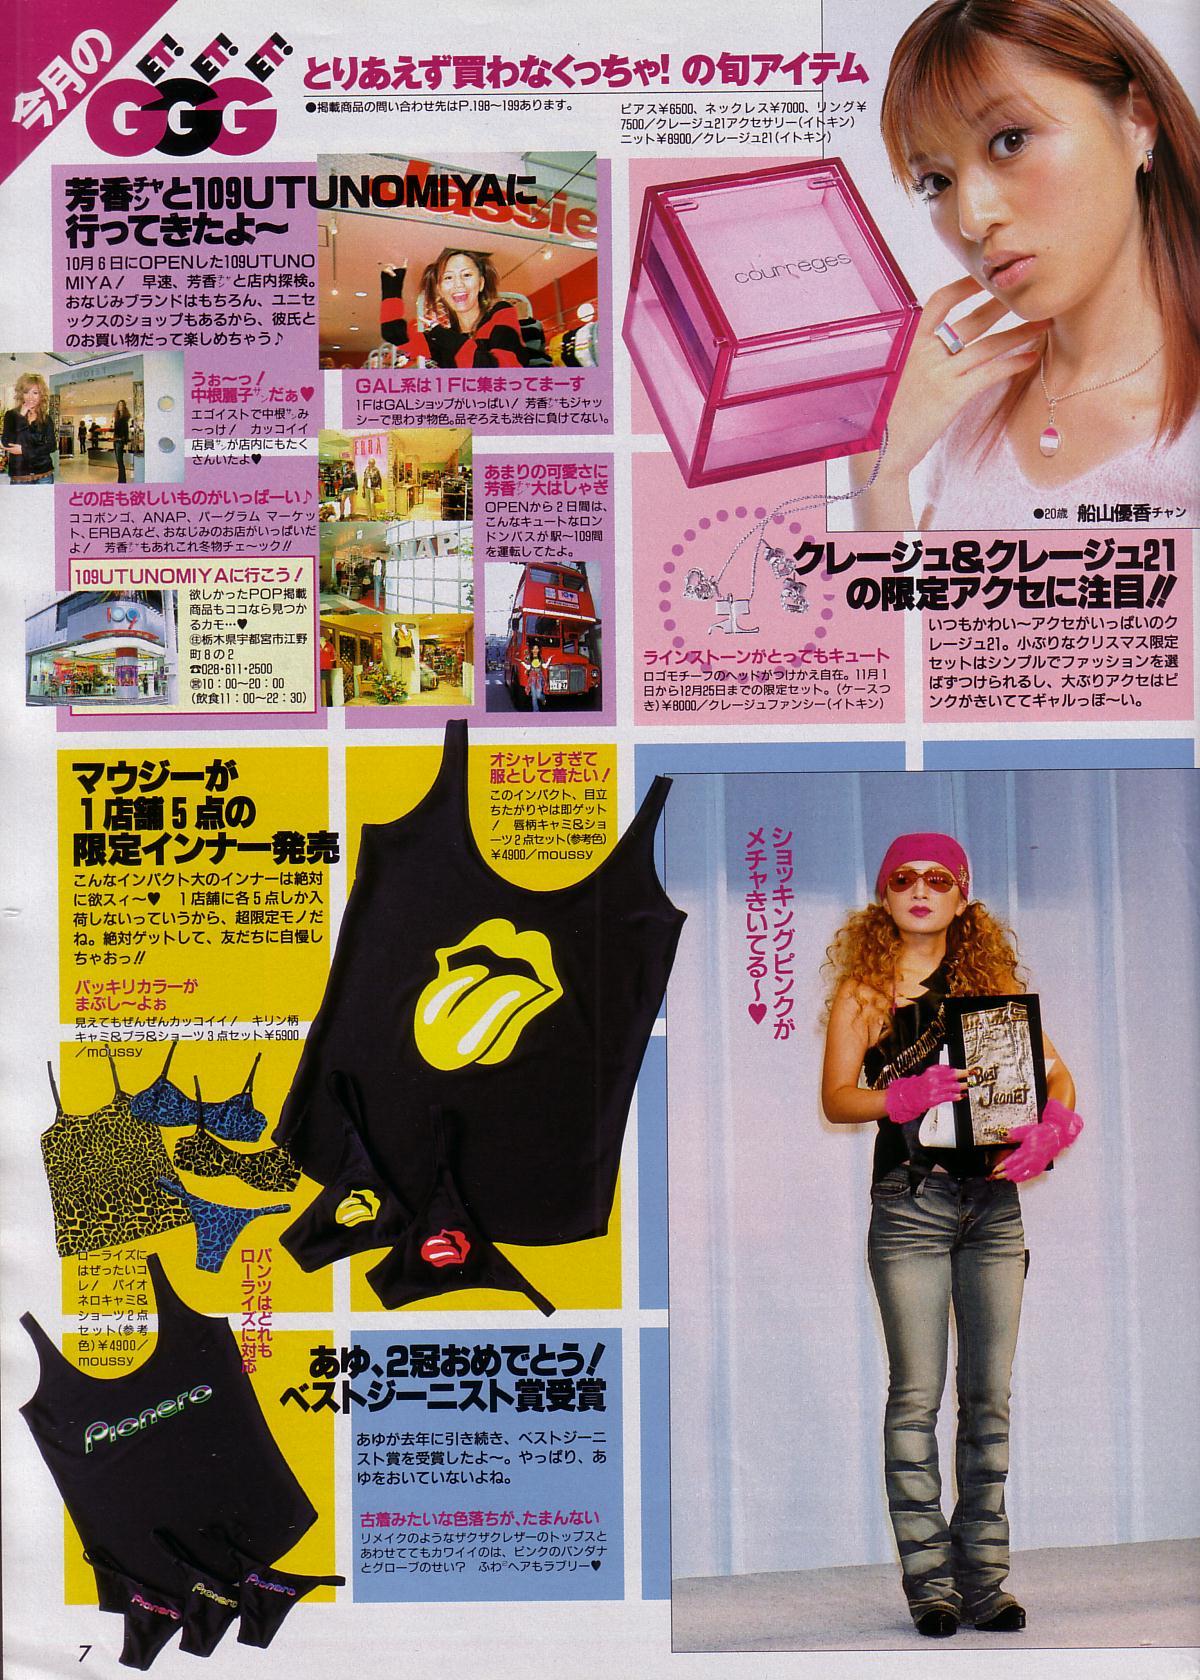 今月の
GET! GET! GET!
とりあえず買わなくっちゃ! の旬アイテム
●掲載商品の問い合わせ先はP.198〜199あります。
ピアス¥6500、ネックレス¥7000、リング¥
7500/クレージュ21アクセサリー(イトキン)
ニット¥8900/クレージュ21(イトキン)
芳香チャンと109UTUNOMIYAに
行ってきたよ〜
10月6日にOPENした109UTUNO
MIYA! 早速、芳香チャンと店内探検。
おなじみブランドはもちろん、ユニセ
ックスのショップもあるから、彼氏と
のお買い物だって楽しめちゃう♪
Jassie
GAL系は1Fに集まってまーす
1FはGALショップがいっぱい! 芳香チャンもジャッ
シーで思わず物色。品ぞろえも渋谷に負けてない。
うぉ〜っ!
中根麗子サンだぁ♥
エゴイストで中根サンみ
〜っけ! カッコイイ
店員サンが店内にもたく
さんいたよ♥
どの店も欲しいものがいっぱーい♪
ココボンゴ、ANAP、パーグラム マーケッ
ト、ERBAなど、おなじみのお店がいっぱいだ
よ! 芳香チャンもあれこれ冬物チェ〜ック!!
ERBA
ANAP
あまりの可愛さに
芳香チャン大はしゃぎ
OPENから2日間は、
こんなキュートなロン
ドンバスが駅〜109間
を運転してたよ。
109UTUNOMIYAに行こう!
欲しかったPOP掲載
商品もココなら見つか
るカモ…♥
㊟栃木県宇都宮市江野
町8の2
☎028・611・2500
㊡10：00〜20：00
(飲食11：00〜22：30)
109
courrèges
●20歳 船山優香チャン
クレージュ&クレージュ21
の限定アクセに注目!!
いつもかわい〜アクセがいっぱいのク
レージュ21。小ぶりなクリスマス限定
セットはシンプルでファッションを選
ばずつけられるし、大ぶりアクセはピ
ンクがきいててギャルっぽ〜い。
ラインストーンがとってもキュート
ロゴモチーフのヘッドがつけかえ自在。11月1
日から12月25日までの限定セット。(ケースつ
き)¥8000/クレージュファンシー(イトキン)
マウジーが
1店舗5点の
限定インナー発売
こんなインパクト大のインナーは絶対
に欲スィ〜♥ 1店舗に各5点しか入
荷しないっていうから、超限定モノだ
ね。絶対ゲットして、友だちに自慢し
ちゃおっ!!
オシャレすぎて
服として着たい!
このインパクト、目立
ちたがりやは即ゲット
! 唇柄キャミ&ショ
ーツ2点セット(参考色)
¥4900/moussy
バッキリカラーが
まぶし〜よぉ
見えてもぜんぜんカッコイイ! キリン柄
キャミ&ブラ&ショーツ3点セット¥5900
/moussy
パンツはどれも
ローライズに対応
ローライズに
はぜったいコ
レ! パイオ
ネロキャミ&
ショーツ2点
セット(参考
色)¥4900/
moussy
Pionero
Pionero
Pionero
Pionero
ショッキングピンクが
メチャきいてる〜♥
Best
Jeanist
あゆ、2冠おめでとう!
ベストジーニスト賞受賞
あゆが去年に引き続き、ベストジーニ
スト賞を受賞したよ〜。やっぱり、あ
ゆをおいていないよね。
古着みたいな色落ちが、たまんない
リメイクのようなザクザクレザーのトップスと
あわせててもカワイイのは、ピンクのバンダナ
とグローブのせい? ふわふわヘアもラブリー♥
7